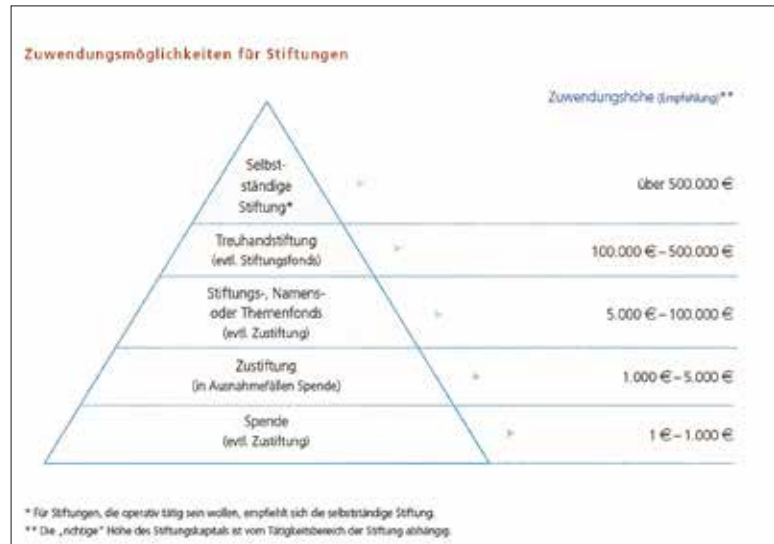 Zuwendungsmöglichkeiten für Stiftungen
Zuwendungshöhe (Empfehlung)**
Selbst-
ständige
Stiftung*
über 500.000 €
Treuhandstiftung
(evtl. Stiftungsfonds)
100.000 € – 500.000 €
Stiftungs-, Namens-
oder Themenfonds
(evtl. Zustiftung)
5.000 € – 100.000 €
Zustiftung
(in Ausnahmefällen Spende)
1.000 € – 5.000 €
Spende
(evtl. Zustiftung)
1 € – 1.000 €
* Für Stiftungen, die operativ tätig sein wollen, empfiehlt sich die selbstständige Stiftung.
** Die „richtige" Höhe des Stiftungskapitals ist vom Tätigkeitsbereich der Stiftung abhängig.